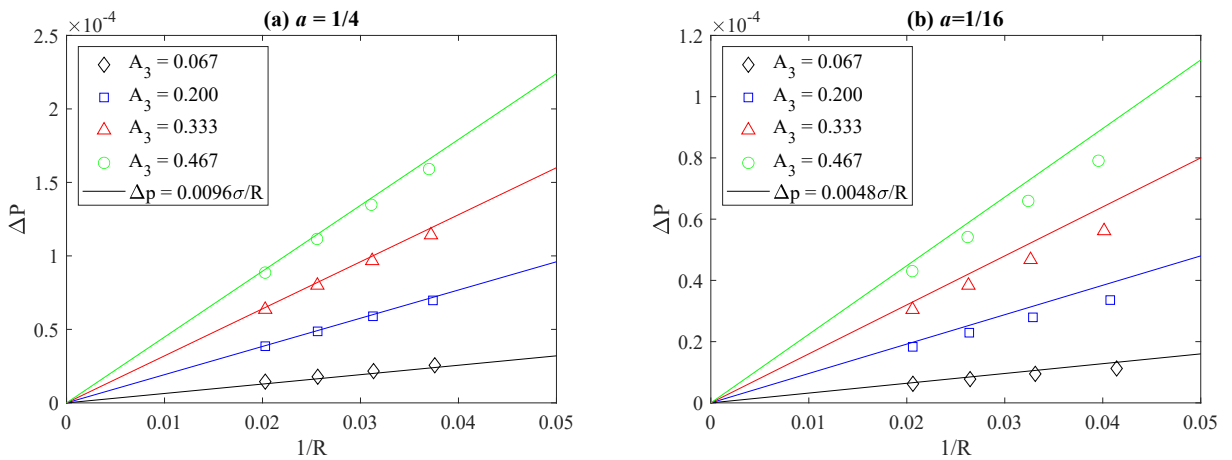 (a) a = 1/4
×10⁻⁴
2.5
2
1.5
1
0.5
0
ΔP
A₃ = 0.067
A₃ = 0.200
A₃ = 0.333
A₃ = 0.467
Δp = 0.0096σ/R
0 0.01 0.02 0.03 0.04 0.05
1/R
(b) a=1/16
×10⁻⁴
1.2
1
0.8
0.6
0.4
0.2
0
ΔP
A₃ = 0.067
A₃ = 0.200
A₃ = 0.333
A₃ = 0.467
Δp = 0.0048σ/R
0 0.01 0.02 0.03 0.04 0.05
1/R